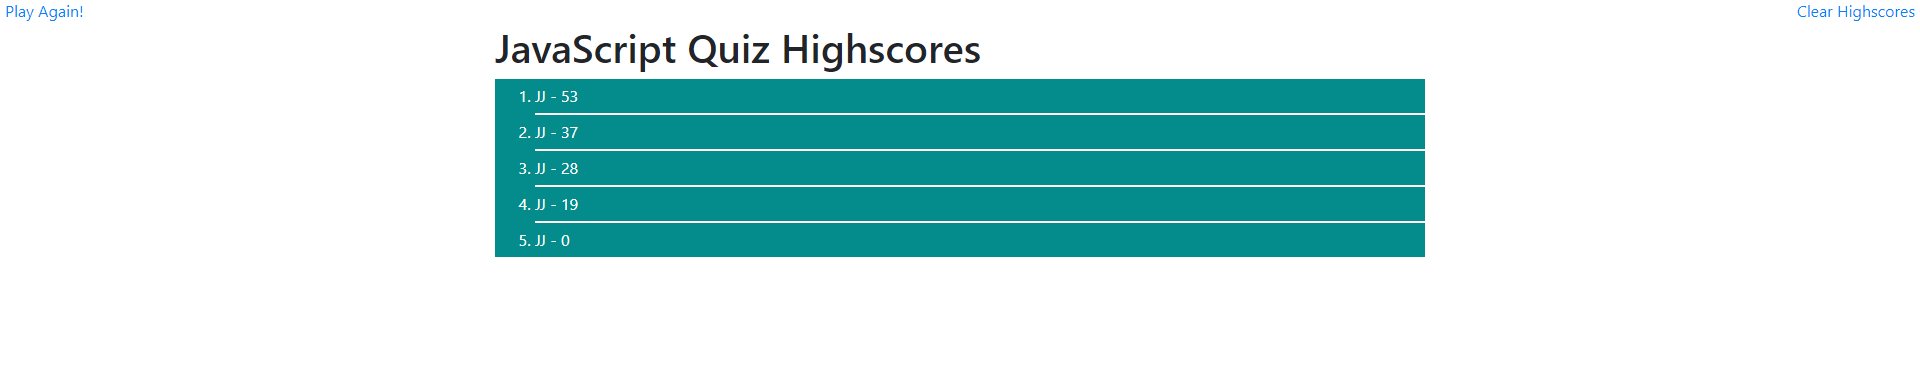 Play Again!
Clear Highscores
JavaScript Quiz Highscores
1. JJ - 53
2. JJ - 37
3. JJ - 28
4. JJ - 19
5. JJ - 0